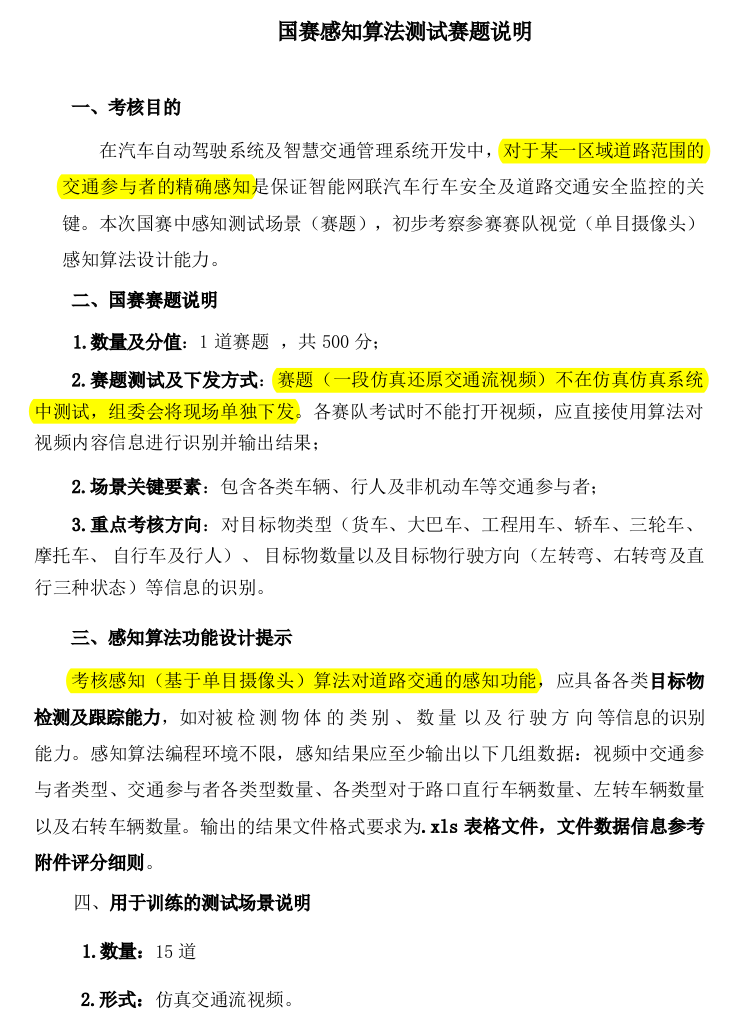 国赛感知算法测试赛题说明
一、考核目的
在汽车自动驾驶系统及智慧交通管理系统开发中，对于某一区域道路范围的
交通参与者的精确感知是保证智能网联汽车行车安全及道路交通安全监控的关
键。本次国赛中感知测试场景（赛题），初步考察参赛赛队视觉（单目摄像头）
感知算法设计能力。
二、国赛赛题说明
1.数量及分值：1 道赛题 ，共 500 分；
2.赛题测试及下发方式：赛题（一段仿真还原交通流视频）不在仿真仿真系统
中测试，组委会将现场单独下发。各赛队考试时不能打开视频，应直接使用算法对
视频内容信息进行识别并输出结果；
2.场景关键要素：包含各类车辆、行人及非机动车等交通参与者；
3.重点考核方向：对目标物类型（货车、大巴车、工程用车、轿车、三轮车、
摩托车、 自行车及行人）、 目标物数量以及目标物行驶方向（左转弯、右转弯及直
行三种状态）等信息的识别。
三、感知算法功能设计提示
考核感知（基于单目摄像头）算法对道路交通的感知功能，应具备各类目标物
检测及跟踪能力，如对被检测物体的类别、数量以及行驶方向等信息的识别
能力。感知算法编程环境不限，感知结果应至少输出以下几组数据：视频中交通参
与者类型、交通参与者各类型数量、各类型对于路口直行车辆数量、左转车辆数量
以及右转车辆数量。输出的结果文件格式要求为.xls 表格文件，文件数据信息参考
附件评分细则。
四、用于训练的测试场景说明
1.数量：15 道
2.形式：仿真交通流视频。